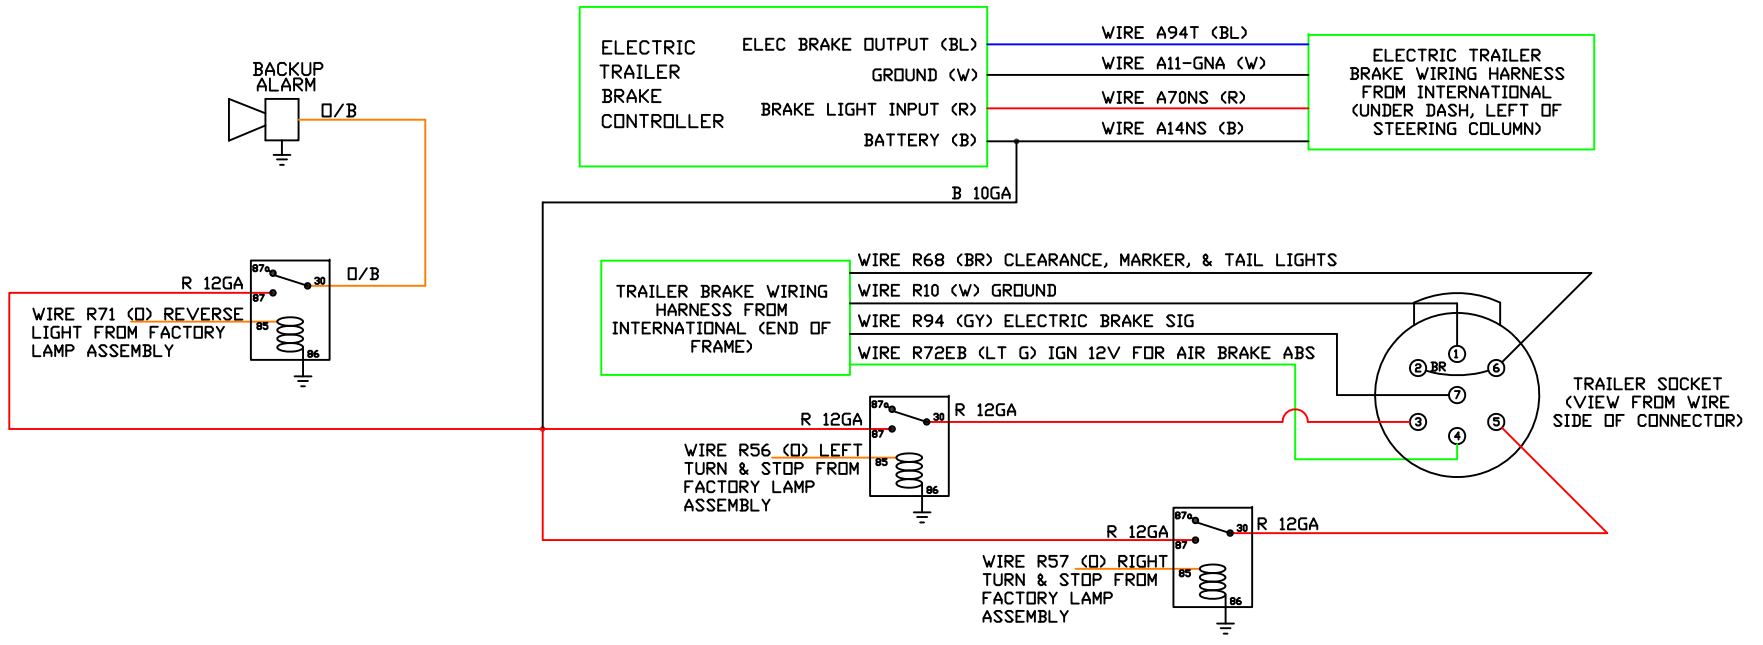 BACKUP
ALARM
O/B
ELECTRIC
TRAILER
BRAKE
CONTROLLER
ELEC BRAKE OUTPUT (BL)
GROUND (W)
BRAKE LIGHT INPUT (R)
BATTERY (B)
WIRE A94T (BL)
WIRE A11-GNA (W)
WIRE A70NS (R)
WIRE A14NS (B)
ELECTRIC TRAILER
BRAKE WIRING HARNESS
FROM INTERNATIONAL
(UNDER DASH, LEFT OF
STEERING COLUMN)
B 10GA
R 12GA
87a
87
30
85
86
O/B
WIRE R71 (O) REVERSE
LIGHT FROM FACTORY
LAMP ASSEMBLY
TRAILER BRAKE WIRING
HARNESS FROM
INTERNATIONAL (END OF
FRAME)
WIRE R68 (BR) CLEARANCE, MARKER, & TAIL LIGHTS
WIRE R10 (W) GROUND
WIRE R94 (GY) ELECTRIC BRAKE SIG
WIRE R72EB (LT G) IGN 12V FOR AIR BRAKE ABS
1
2
BR
6
7
3
5
4
TRAILER SOCKET
(VIEW FROM WIRE
SIDE OF CONNECTOR)
R 12GA
87a
87
30
85
86
R 12GA
WIRE R56 (O) LEFT
TURN & STOP FROM
FACTORY LAMP
ASSEMBLY
R 12GA
87a
87
30
85
86
R 12GA
WIRE R57 (O) RIGHT
TURN & STOP FROM
FACTORY LAMP
ASSEMBLY